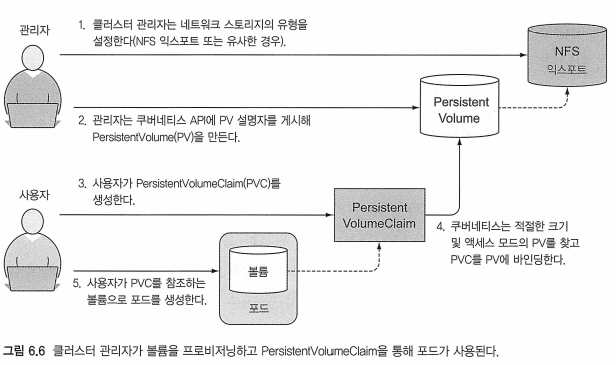 관리자
1. 클러스터 관리자는 네트워크 스토리지의 유형을
설정한다(NFS 익스포트 또는 유사한 경우).
NFS
익스포트
Persistent
Volume
2. 관리자는 쿠버네티스 API에 PV 설명자를 게시해
PersistentVolume(PV)을 만든다.
사용자
3. 사용자가 PersistentVolumeClaim(PVC)를
생성한다.
Persistent
VolumeClaim
4. 쿠버네티스는 적절한 크기
및 액세스 모드의 PV를 찾고
PVC를 PV에 바인딩한다.
볼륨
포드
5. 사용자가 PVC를 참조하는
볼륨으로 포드를 생성한다.
그림 6.6 클러스터 관리자가 볼륨을 프로비저닝하고 PersistentVolumeClaim을 통해 포드가 사용된다.